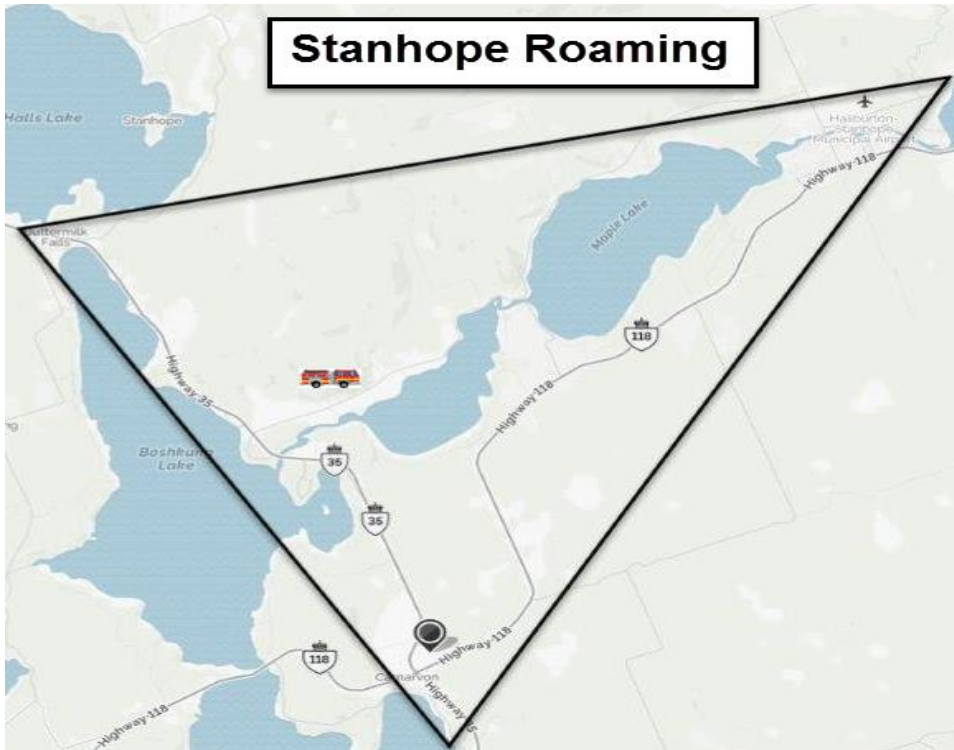 Stanhope Roaming
Halls Lake
Stanhope
Haliburton-
Stanhope
Municipal Airport
Highway 118
Buttermilk
Falls
Maple Lake
118
Highway 35
Highway 118
Boshkung
Lake
35
35
Highway 118
118
Carnarvon
Highway 35
Highway 118